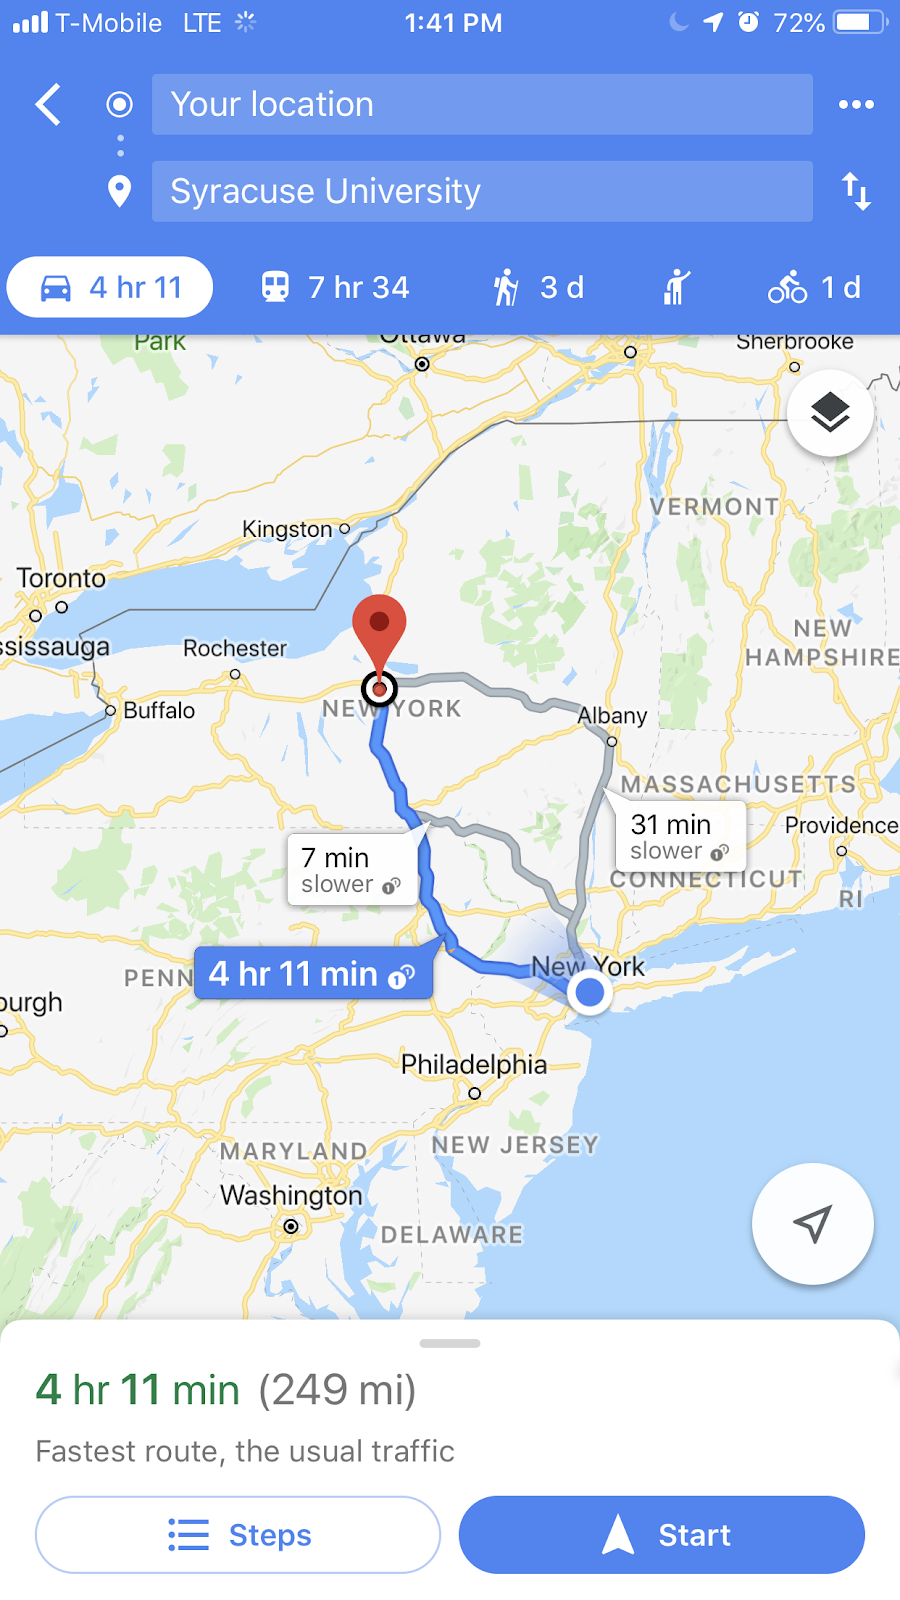 T-Mobile LTE 1:41 PM 72%
Your location
Syracuse University
4 hr 11 7 hr 34 3 d 1 d
Park
Ottawa
Sherbrooke
VERMONT
Kingston
Toronto
ssissauga
Rochester
NEW
HAMPSHIRE
Buffalo
NEW YORK
Albany
MASSACHUSETTS
31 min
slower
Providence
7 min
slower
CONNECTICUT
RI
4 hr 11 min
New York
PENN
burgh
Philadelphia
MARYLAND
NEW JERSEY
Washington
DELAWARE
4 hr 11 min (249 mi)
Fastest route, the usual traffic
Steps
Start